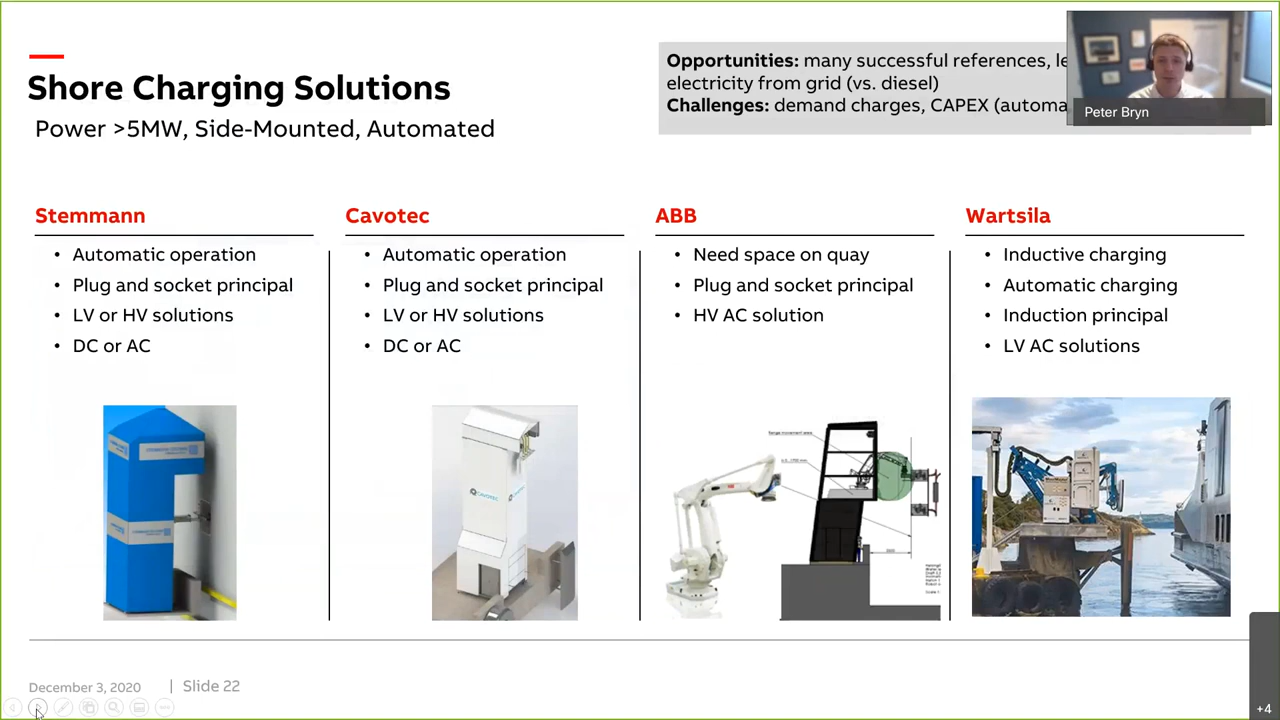 Shore Charging Solutions
Power >5MW, Side-Mounted, Automated
Opportunities: many successful references,
electricity from grid (vs. diesel)
Challenges: demand charges, CAPEX
Peter Bryn
Stemmann
• Automatic operation
• Plug and socket principal
• LV or HV solutions
• DC or AC
Cavotec
• Automatic operation
• Plug and socket principal
• LV or HV solutions
• DC or AC
ABB
• Need space on quay
• Plug and socket principal
• HV AC solution
Wartsila
• Inductive charging
• Automatic charging
• Induction principal
• LV AC solutions
CAVOTEC
December 3, 2020 | Slide 22
+4